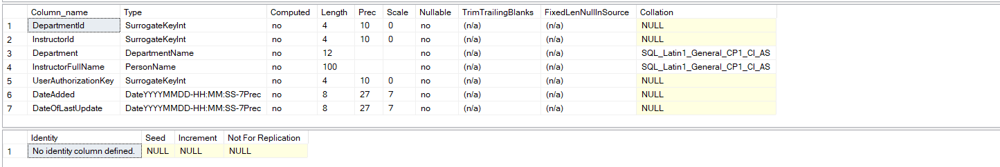 Column_name Type Computed Length Prec Scale Nullable TrimTrailingBlanks FixedLenNullInSource Collation
1 DepartmentId SurrogateKeyInt no 4 10 0 no (n/a) (n/a) NULL
2 InstructorId SurrogateKeyInt no 4 10 0 no (n/a) (n/a) NULL
3 Department DepartmentName no 12 no (n/a) (n/a) SQL_Latin1_General_CP1_CI_AS
4 InstructorFullName PersonName no 100 no (n/a) (n/a) SQL_Latin1_General_CP1_CI_AS
5 UserAuthorizationKey SurrogateKeyInt no 4 10 0 no (n/a) (n/a) NULL
6 DateAdded DateYYYYMMDD-HH:MM:SS-7Prec no 8 27 7 no (n/a) (n/a) NULL
7 DateOfLastUpdate DateYYYYMMDD-HH:MM:SS-7Prec no 8 27 7 no (n/a) (n/a) NULL
Identity Seed Increment Not For Replication
1 No identity column defined. NULL NULL NULL